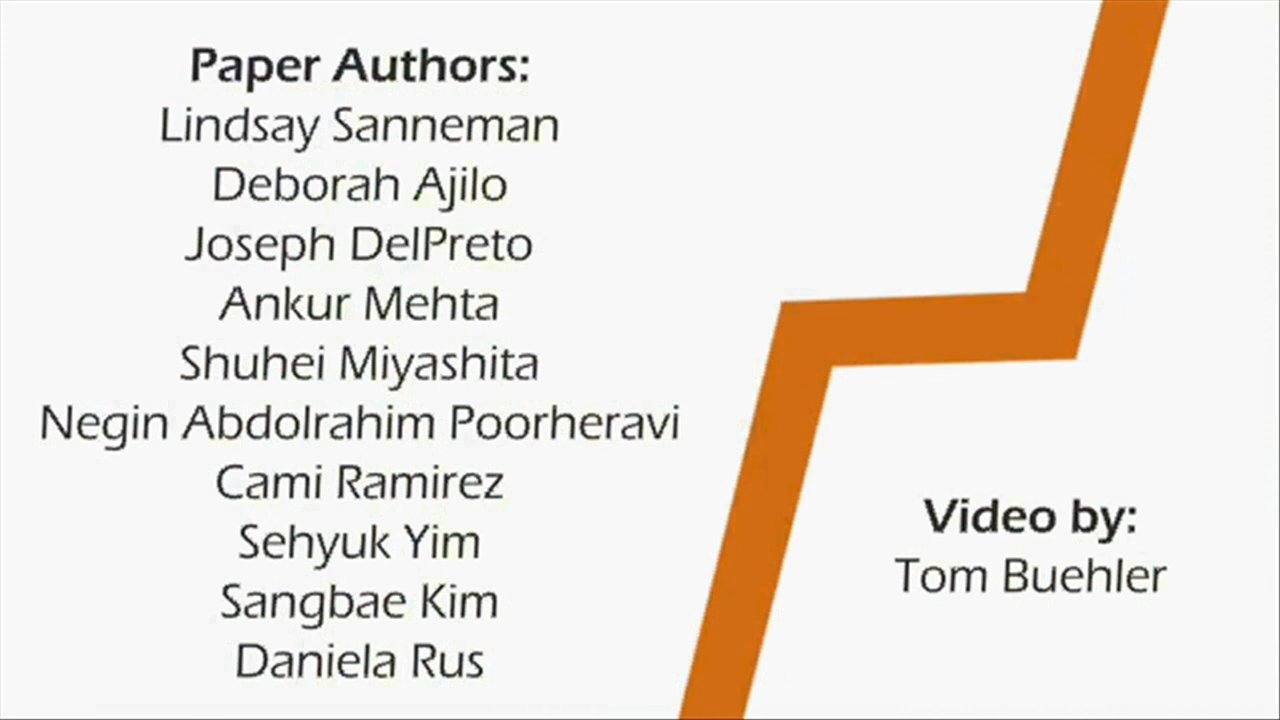 Paper Authors:
Lindsay Sanneman
Deborah Ajilo
Joseph DelPreto
Ankur Mehta
Shuhei Miyashita
Negin Abdolrahim Poorheravi
Cami Ramirez
Sehyuk Yim
Sangbae Kim
Daniela Rus
Video by:
Tom Buehler